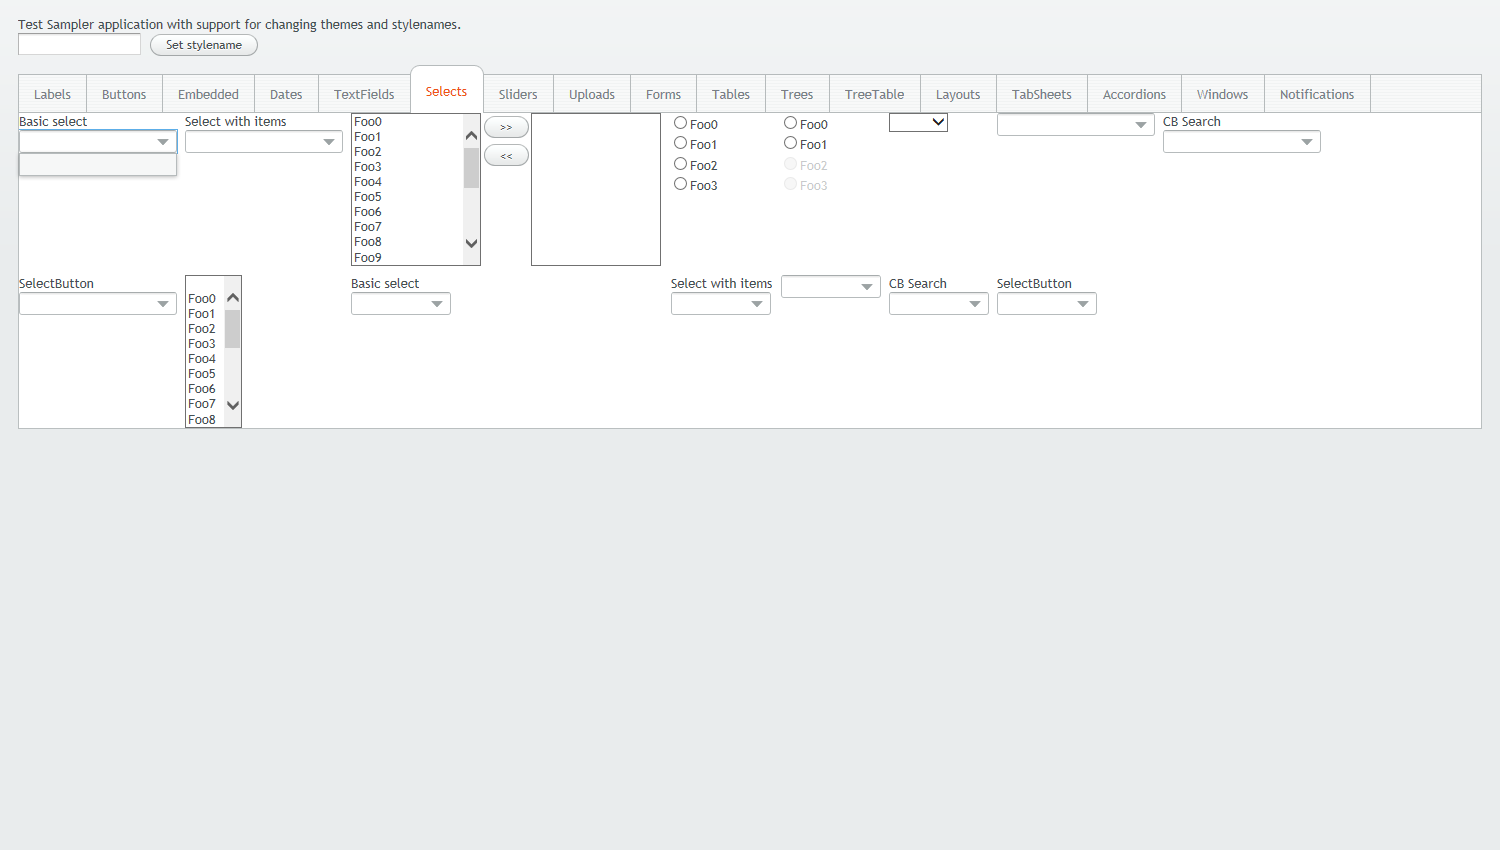 Test Sampler application with support for changing themes and stylenames.
Set stylename
Labels Buttons Embedded Dates TextFields Selects Sliders Uploads Forms Tables Trees TreeTable Layouts TabSheets Accordions Windows Notifications
Basic select
Select with items
Foo0
Foo1
Foo2
Foo3
Foo4
Foo5
Foo6
Foo7
Foo8
Foo9
>>
<<
Foo0
Foo1
Foo2
Foo3
Foo0
Foo1
Foo2
Foo3
CB Search
SelectButton
Foo0
Foo1
Foo2
Foo3
Foo4
Foo5
Foo6
Foo7
Foo8
Basic select
Select with items
CB Search
SelectButton